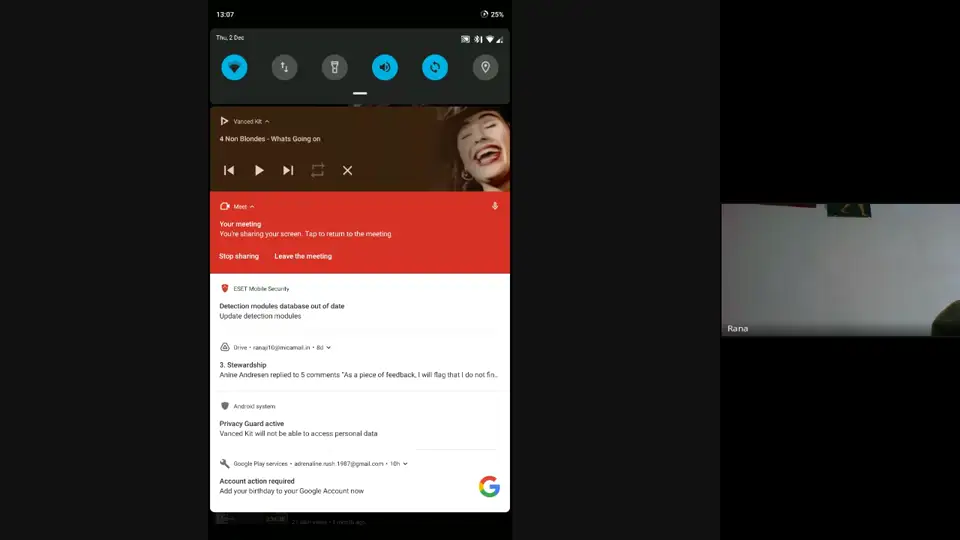 13:07
25%
Thu, 2 Dec
Vanced Kit
4 Non Blondes - Whats Going on
Meet
Your meeting
You're sharing your screen. Tap to return to the meeting
Stop sharing
Leave the meeting
ESET Mobile Security
Detection modules database out of date
Update detection modules
Drive • ranaji10@micamail.in • 8d
3. Stewardship
Anine Andresen replied to 5 comments "As a piece of feedback, I will flag that I do not fin..
Android system
Privacy Guard active
Vanced Kit will not be able to access personal data
Google Play services • adrenaline.rush.1987@gmail.com • 10h
Account action required
Add your birthday to your Google Account now
Rana